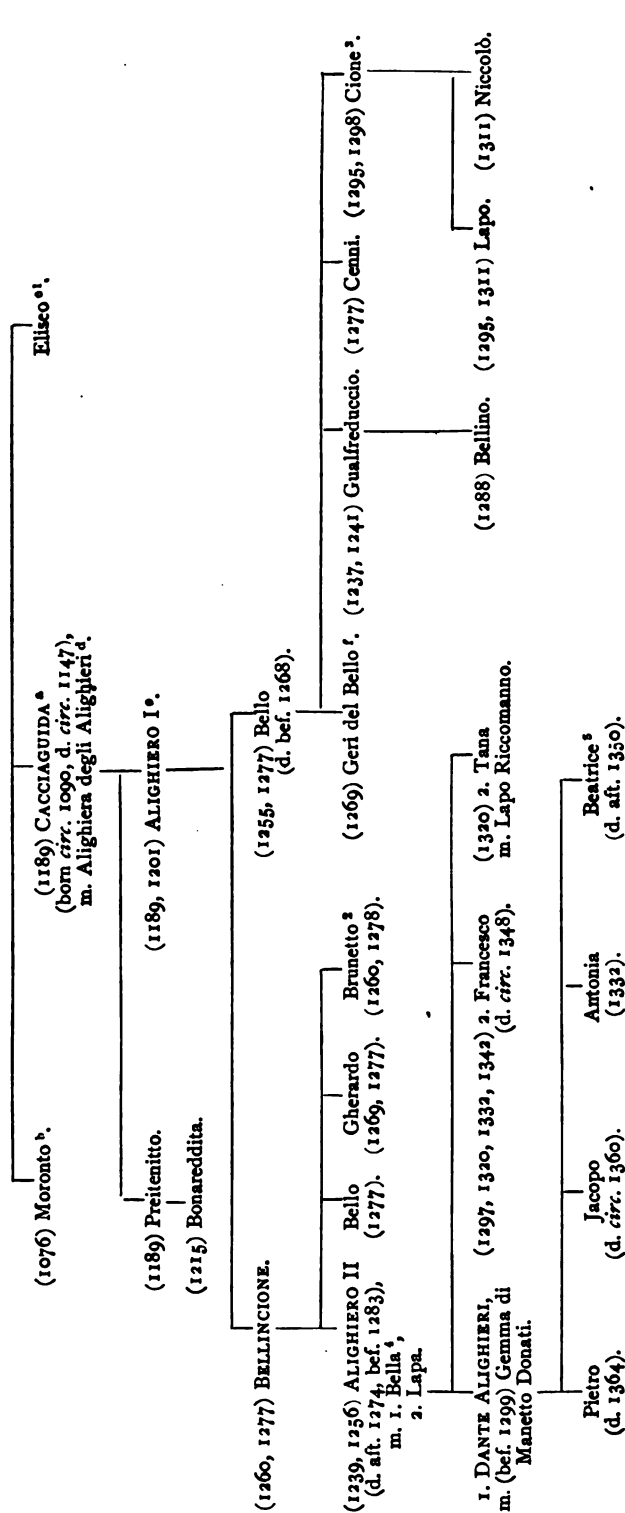 (1076) Moronto ᵇ.
(1189) CACCIAGUIDA ᵃ
(born circ. 1090, d. circ. 1147),
m. Alighiera degli Alighieri ᵈ.
Eliseo ᵉ ¹.
(1189) Preitenitto.
(1215) Bonareddita.
(1189, 1201) ALIGHIERO I ᵉ.
(1260, 1277) BELLINCIONE.
(1255, 1277) Bello
(d. bef. 1268).
(1239, 1256) ALIGHIERO II
(d. aft. 1274, bef. 1283),
m. 1. Bella ⁴,
2. Lapa.
Bello
(1277).
Gherardo
(1269, 1277).
Brunetto ²
(1260, 1278).
(1269) Geri del Bello ᶠ. (1237, 1241) Gualfreduccio. (1277) Cenni. (1295, 1298) Cione ³.
1. DANTE ALIGHIERI,
m. (bef. 1299) Gemma di
Manetto Donati.
(1297, 1320, 1332, 1342) 2. Francesco
(d. circ. 1348).
(1320) 2. Tana
m. Lapo Riccomanno.
(1288) Bellino. (1295, 1311) Lapo. (1311) Niccolò.
Pietro
(d. 1364).
Jacopo
(d. circ. 1360).
Antonia
(1332).
Beatrice ⁵
(d. aft. 1350).